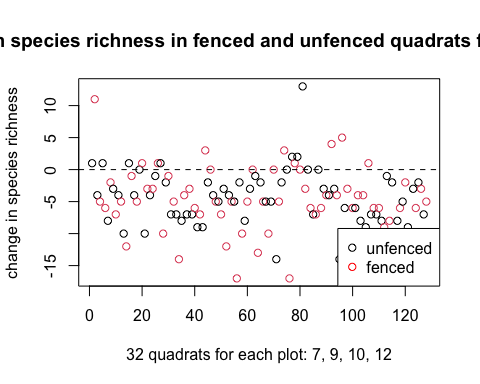 species richness in fenced and unfenced quadrats
change in species richness
10
5
0
-5
-15
unfenced
fenced
0 20 40 60 80 100 120
32 quadrats for each plot: 7, 9, 10, 12